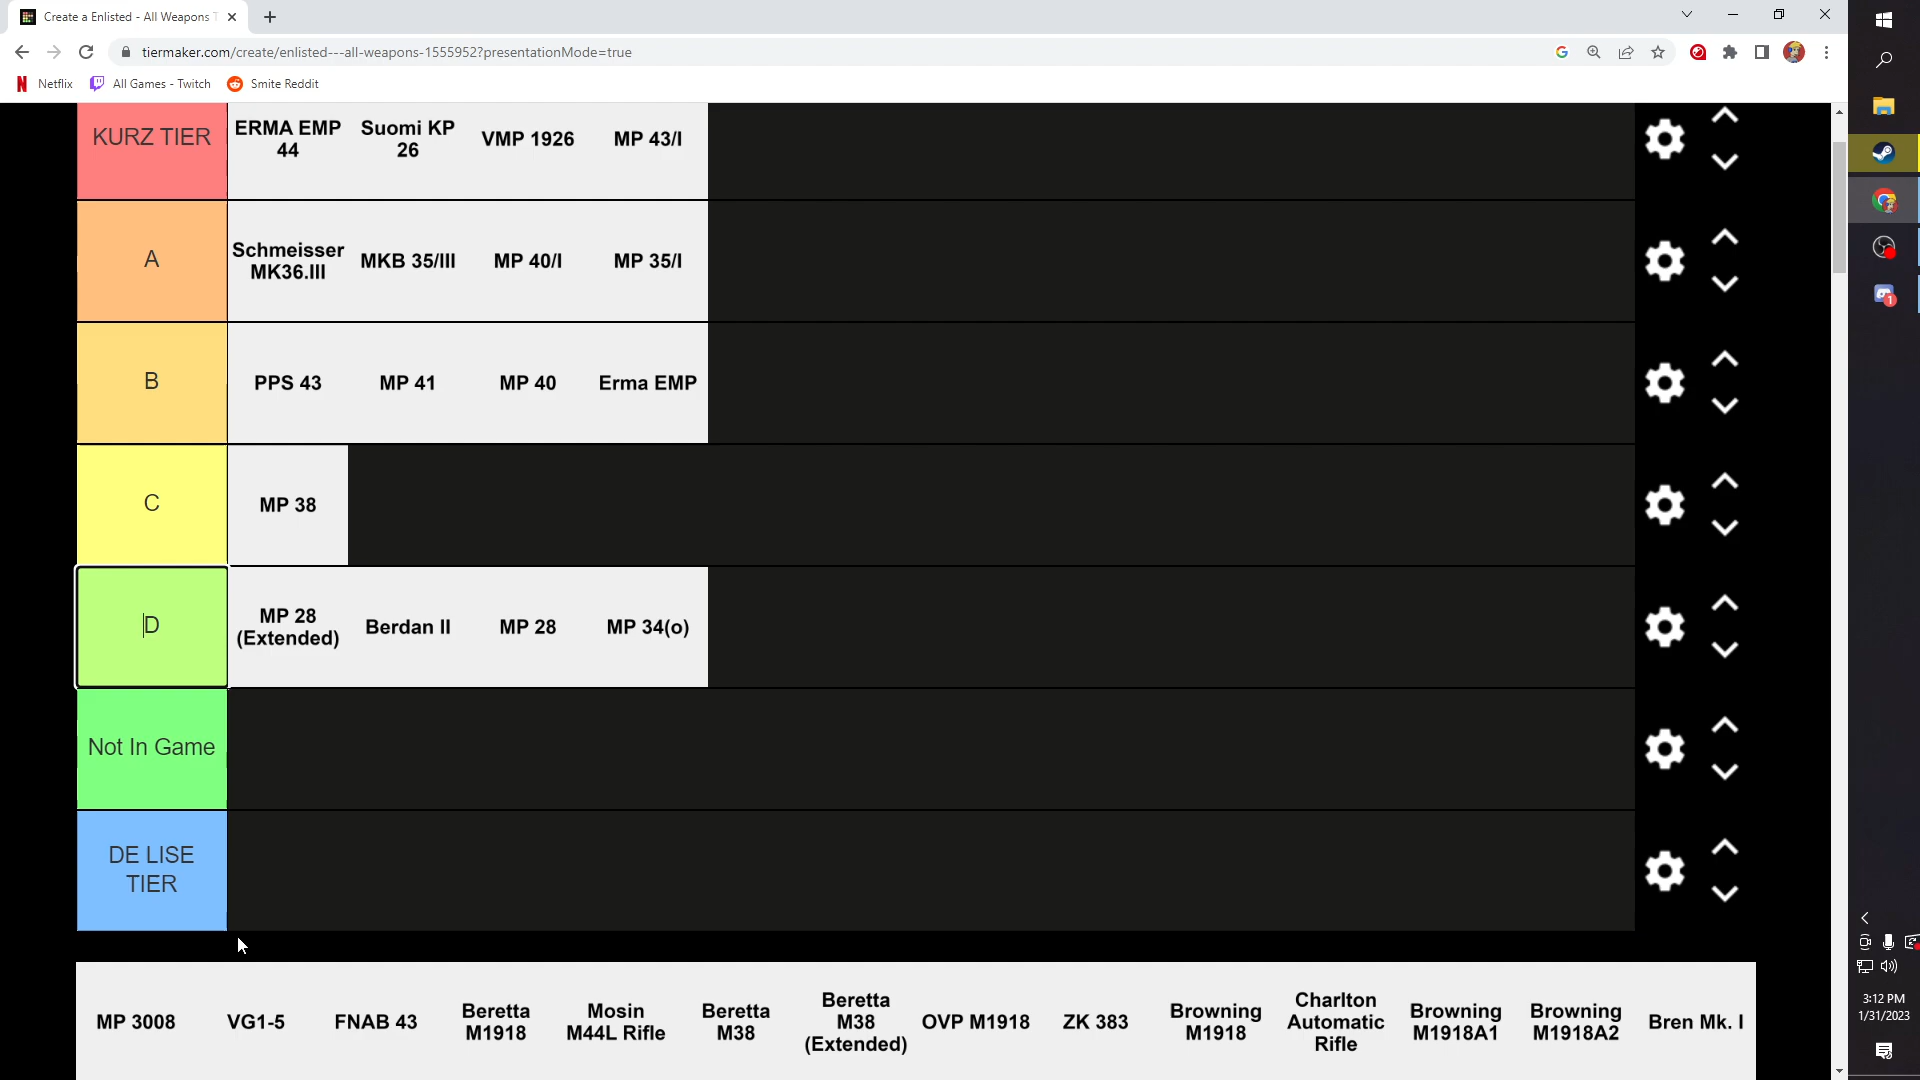 Create a Enlisted - All Weapons T
tiermaker.com/create/enlisted---all-weapons-1555952?presentationMode=true
Netflix
All Games - Twitch
Smite Reddit
KURZ TIER
ERMA EMP
44
Suomi KP
26
VMP 1926
MP 43/I
A
Schmeisser
MK36.III
MKB 35/III
MP 40/I
MP 35/I
B
PPS 43
MP 41
MP 40
Erma EMP
C
MP 38
D
MP 28
(Extended)
Berdan II
MP 28
MP 34(o)
Not In Game
DE LISE
TIER
MP 3008
VG1-5
FNAB 43
Beretta
M1918
Mosin
M44L Rifle
Beretta
M38
Beretta
M38
(Extended)
OVP M1918
ZK 383
Browning
M1918
Charlton
Automatic
Rifle
Browning
M1918A1
Browning
M1918A2
Bren Mk. I
1
3:12 PM
1/31/2023